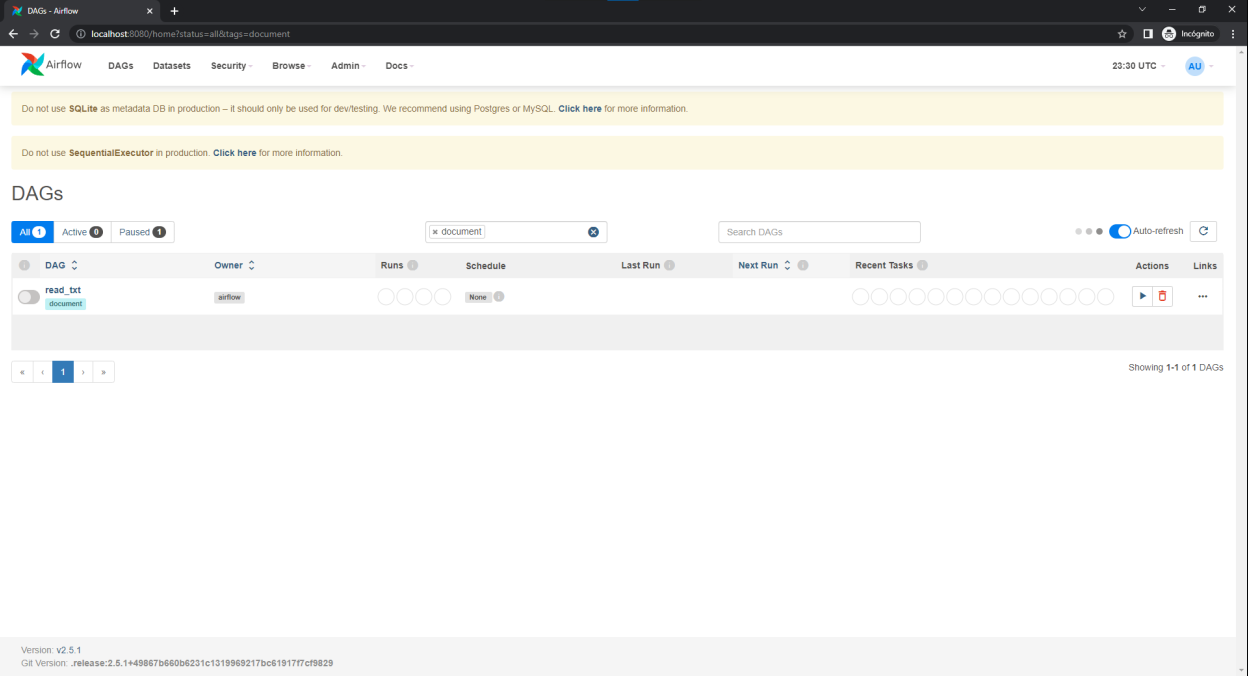 DAGs - Airflow
localhost:8080/home?status=all&tags=document
Incógnito
Airflow DAGs Datasets Security Browse Admin Docs 23:30 UTC AU
Do not use SQLite as metadata DB in production – it should only be used for dev/testing. We recommend using Postgres or MySQL. Click here for more information.
Do not use SequentialExecutor in production. Click here for more information.
DAGs
All 1 Active 0 Paused 1 × document Search DAGs Auto-refresh
DAG Owner Runs Schedule Last Run Next Run Recent Tasks Actions Links
read_txt
document airflow None
« ‹ 1 › »
Showing 1-1 of 1 DAGs
Version: v2.5.1
Git Version: .release:2.5.1+49867b660b6231c1319969217bc61917f7cf9829